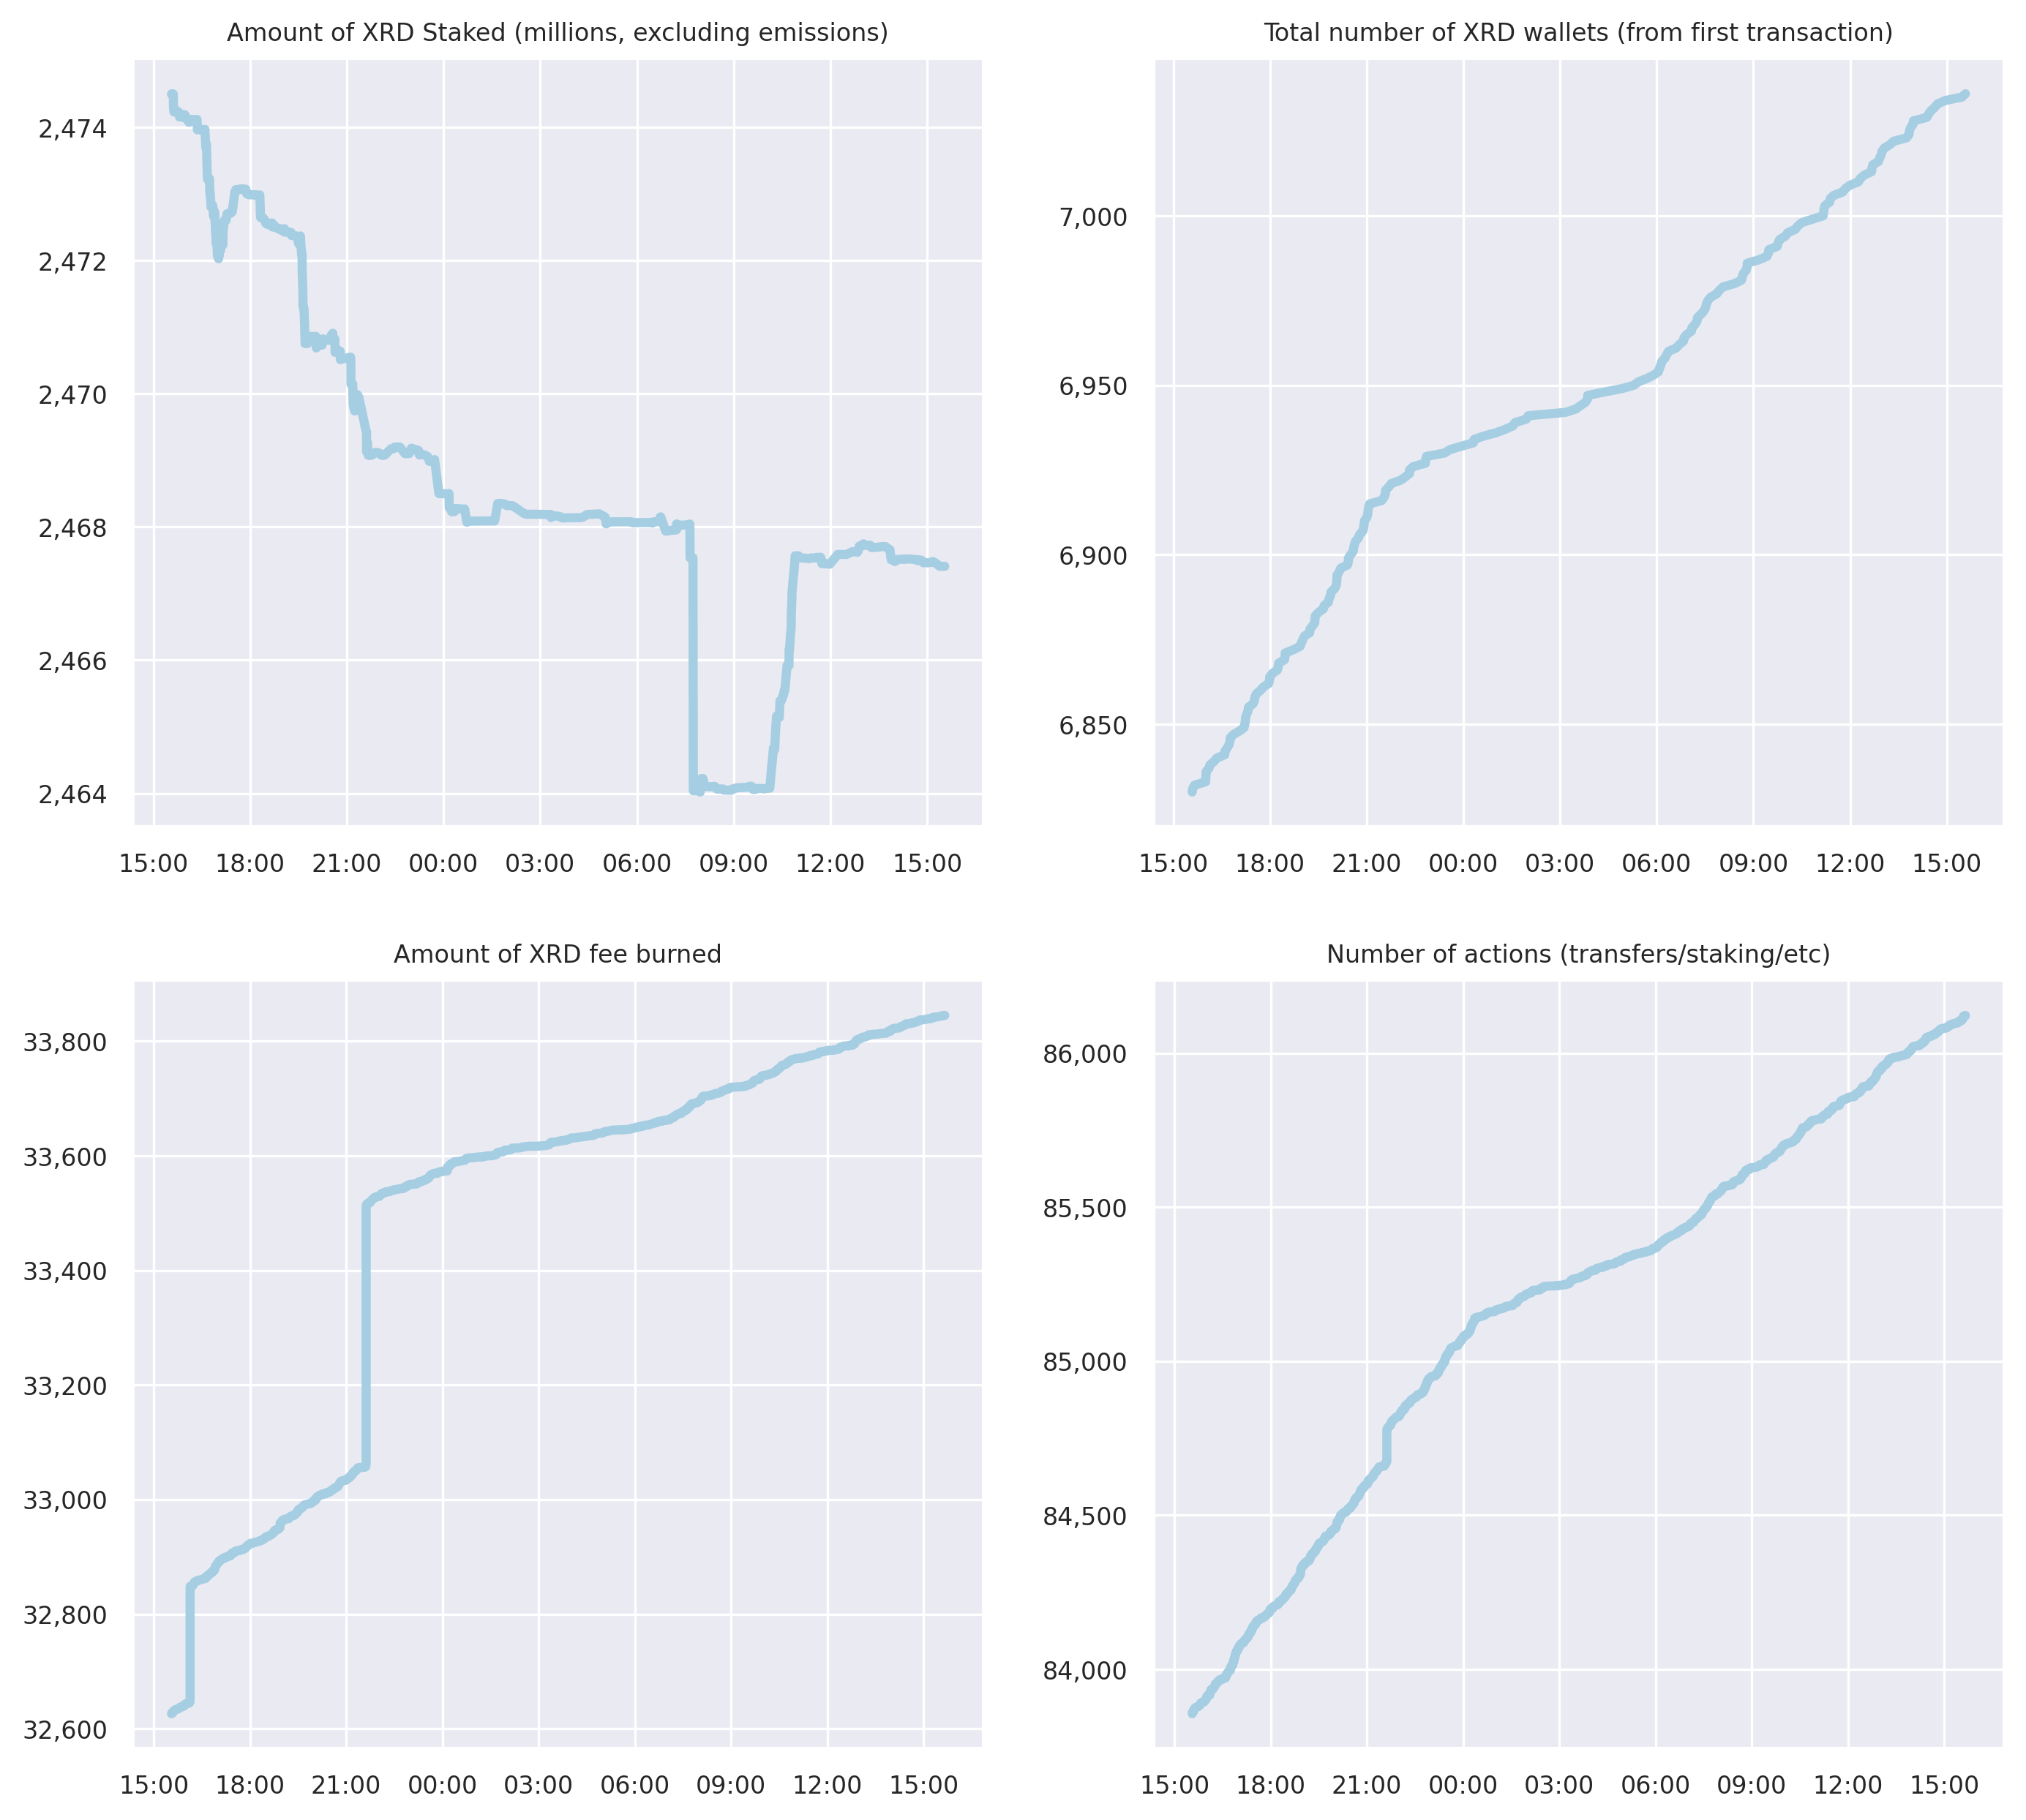 Amount of XRD Staked (millions, excluding emissions)
2,474
2,472
2,470
2,468
2,466
2,464
15:00 18:00 21:00 00:00 03:00 06:00 09:00 12:00 15:00
Total number of XRD wallets (from first transaction)
7,000
6,950
6,900
6,850
15:00 18:00 21:00 00:00 03:00 06:00 09:00 12:00 15:00
Amount of XRD fee burned
33,800
33,600
33,400
33,200
33,000
32,800
32,600
15:00 18:00 21:00 00:00 03:00 06:00 09:00 12:00 15:00
Number of actions (transfers/staking/etc)
86,000
85,500
85,000
84,500
84,000
15:00 18:00 21:00 00:00 03:00 06:00 09:00 12:00 15:00